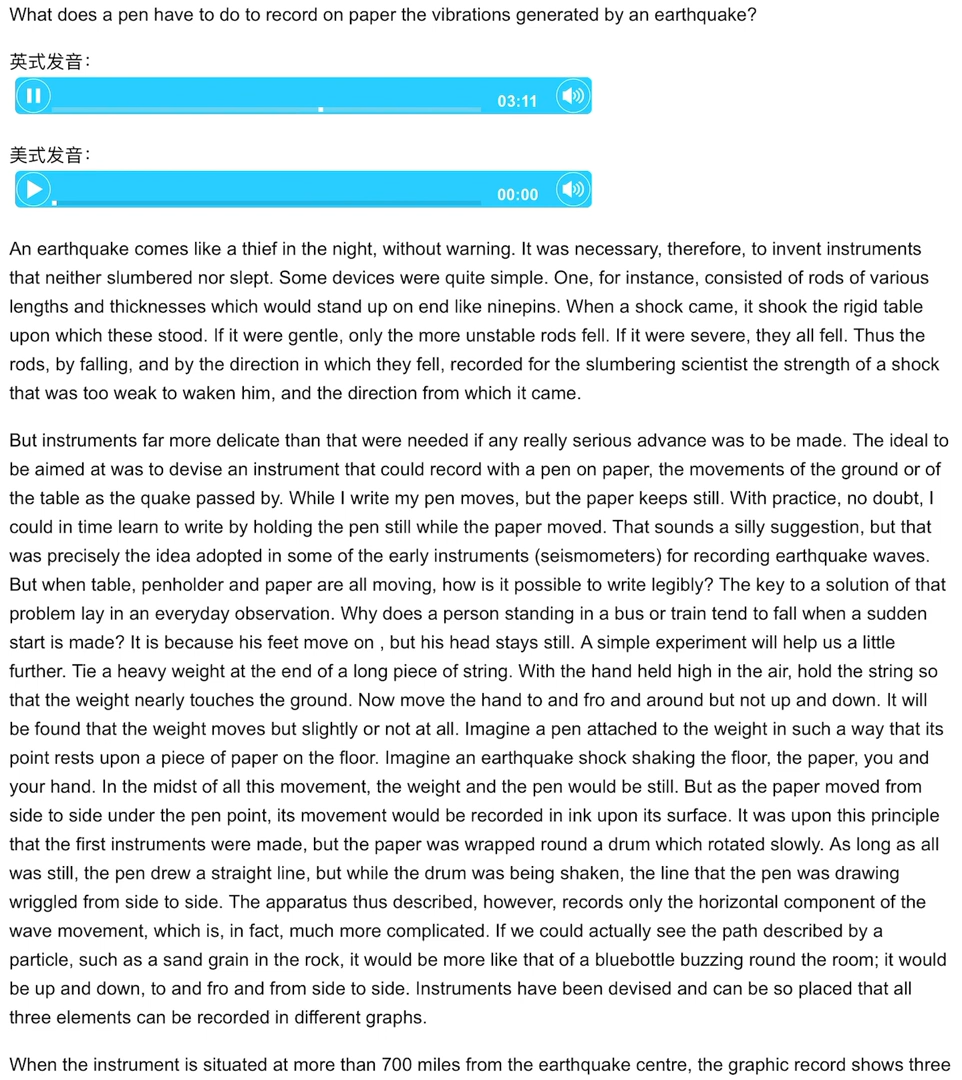 What does a pen have to do to record on paper the vibrations generated by an earthquake?
英式发音:
03:11
美式发音:
00:00
An earthquake comes like a thief in the night, without warning. It was necessary, therefore, to invent instruments
that neither slumbered nor slept. Some devices were quite simple. One, for instance, consisted of rods of various
lengths and thicknesses which would stand up on end like ninepins. When a shock came, it shook the rigid table
upon which these stood. If it were gentle, only the more unstable rods fell. If it were severe, they all fell. Thus the
rods, by falling, and by the direction in which they fell, recorded for the slumbering scientist the strength of a shock
that was too weak to waken him, and the direction from which it came.
But instruments far more delicate than that were needed if any really serious advance was to be made. The ideal to
be aimed at was to devise an instrument that could record with a pen on paper, the movements of the ground or of
the table as the quake passed by. While I write my pen moves, but the paper keeps still. With practice, no doubt, I
could in time learn to write by holding the pen still while the paper moved. That sounds a silly suggestion, but that
was precisely the idea adopted in some of the early instruments (seismometers) for recording earthquake waves.
But when table, penholder and paper are all moving, how is it possible to write legibly? The key to a solution of that
problem lay in an everyday observation. Why does a person standing in a bus or train tend to fall when a sudden
start is made? It is because his feet move on , but his head stays still. A simple experiment will help us a little
further. Tie a heavy weight at the end of a long piece of string. With the hand held high in the air, hold the string so
that the weight nearly touches the ground. Now move the hand to and fro and around but not up and down. It will
be found that the weight moves but slightly or not at all. Imagine a pen attached to the weight in such a way that its
point rests upon a piece of paper on the floor. Imagine an earthquake shock shaking the floor, the paper, you and
your hand. In the midst of all this movement, the weight and the pen would be still. But as the paper moved from
side to side under the pen point, its movement would be recorded in ink upon its surface. It was upon this principle
that the first instruments were made, but the paper was wrapped round a drum which rotated slowly. As long as all
was still, the pen drew a straight line, but while the drum was being shaken, the line that the pen was drawing
wriggled from side to side. The apparatus thus described, however, records only the horizontal component of the
wave movement, which is, in fact, much more complicated. If we could actually see the path described by a
particle, such as a sand grain in the rock, it would be more like that of a bluebottle buzzing round the room; it would
be up and down, to and fro and from side to side. Instruments have been devised and can be so placed that all
three elements can be recorded in different graphs.
When the instrument is situated at more than 700 miles from the earthquake centre, the graphic record shows three